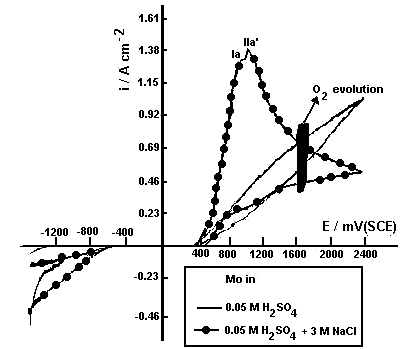 i / A cm-2
1.61
1.38
1.15
0.92
0.69
0.46
0.23
-0.23
-0.46
Ia
IIa'
O2 evolution
E / mV(SCE)
-1200 -800 -400
400 800 1200 1600 2000 2400
Mo in
0.05 M H2SO4
0.05 M H2SO4 + 3 M NaCl